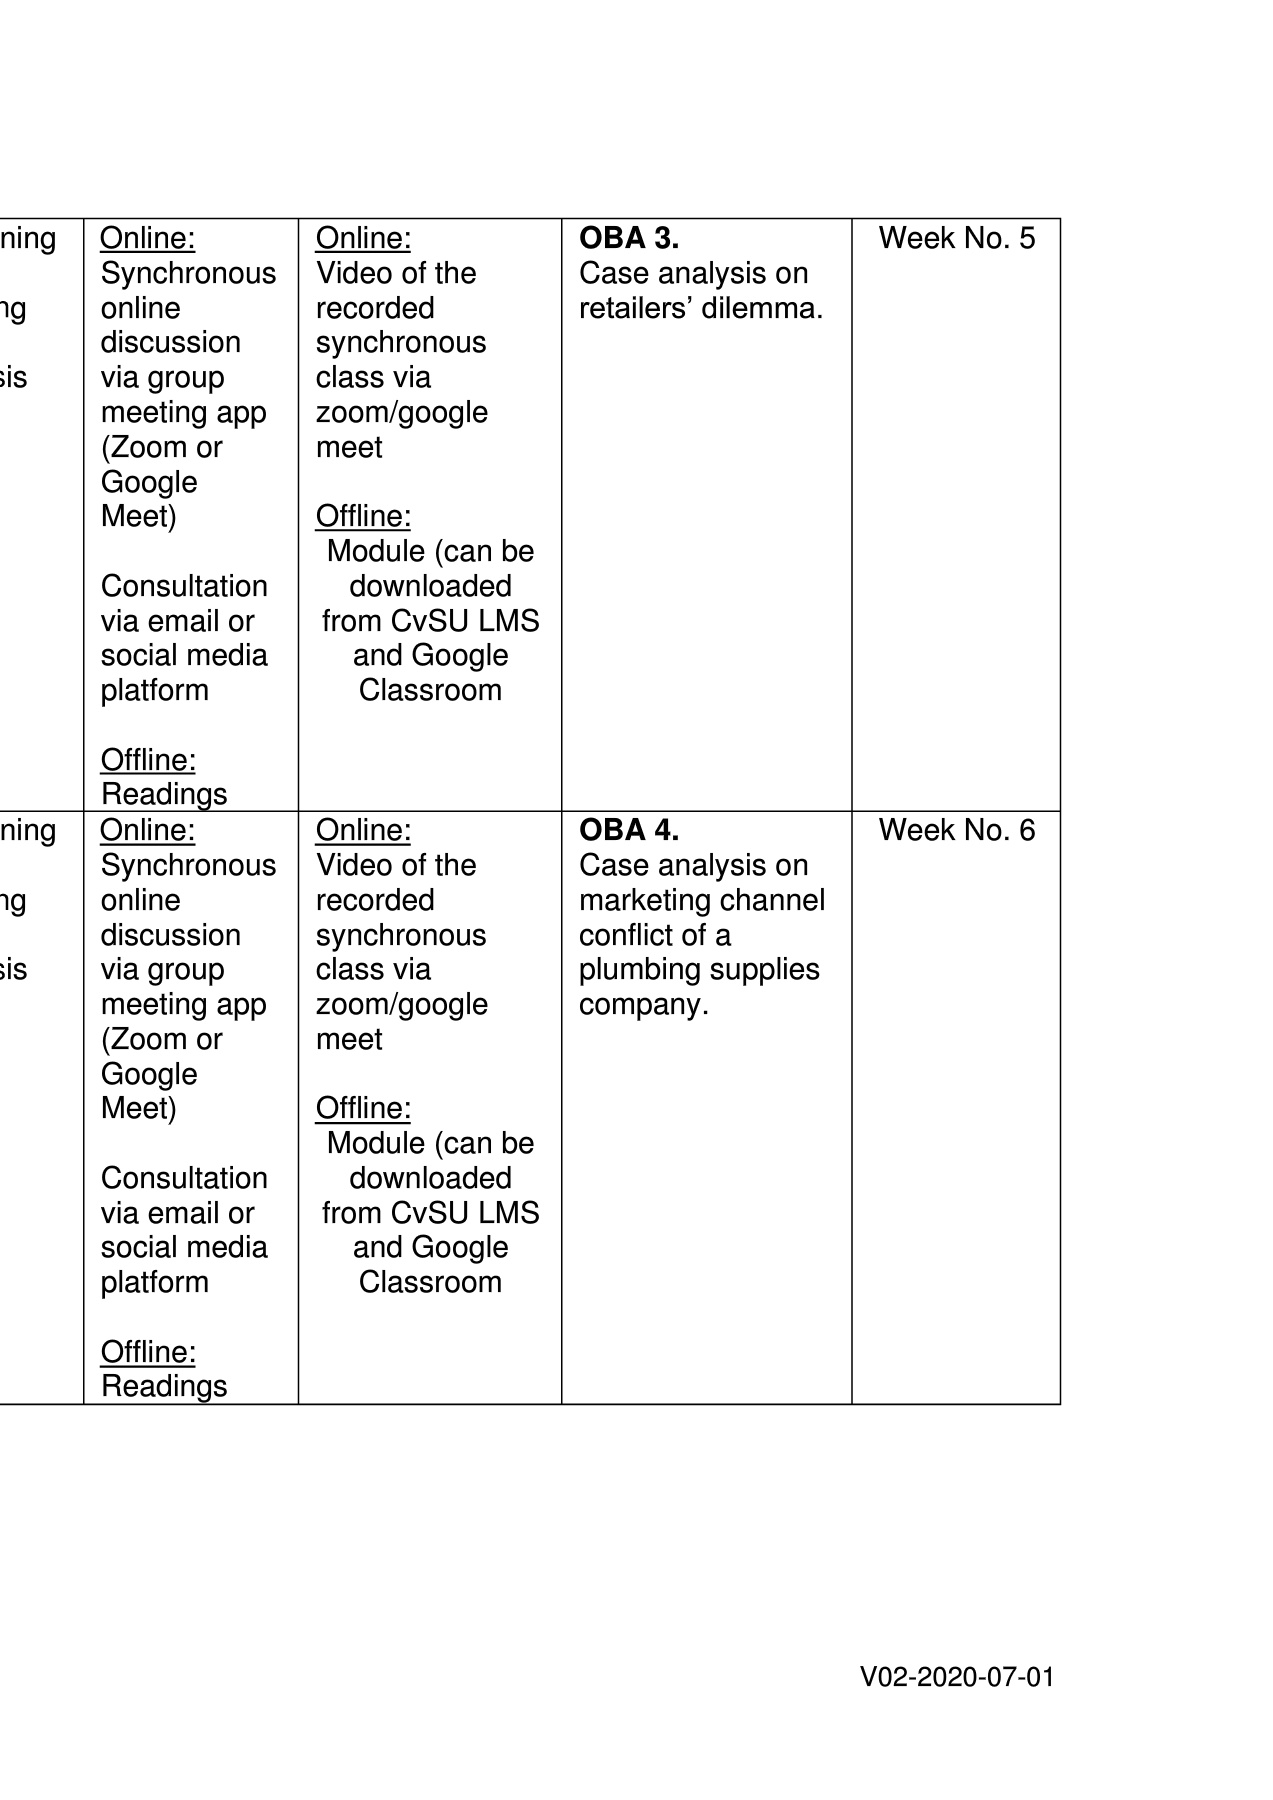 Online:
Synchronous
online
discussion
via group
meeting app
(Zoom or
Google
Meet)
Consultation
via email or
social media
platform
Offline:
Readings
Online:
Video of the
recorded
synchronous
class via
zoom/google
meet
Offline:
Module (can be
downloaded
from CvSU LMS
and Google
Classroom
OBA 3.
Case analysis on
retailers’ dilemma.
Week No. 5
Online:
Synchronous
online
discussion
via group
meeting app
(Zoom or
Google
Meet)
Consultation
via email or
social media
platform
Offline:
Readings
Online:
Video of the
recorded
synchronous
class via
zoom/google
meet
Offline:
Module (can be
downloaded
from CvSU LMS
and Google
Classroom
OBA 4.
Case analysis on
marketing channel
conflict of a
plumbing supplies
company.
Week No. 6
V02-2020-07-01